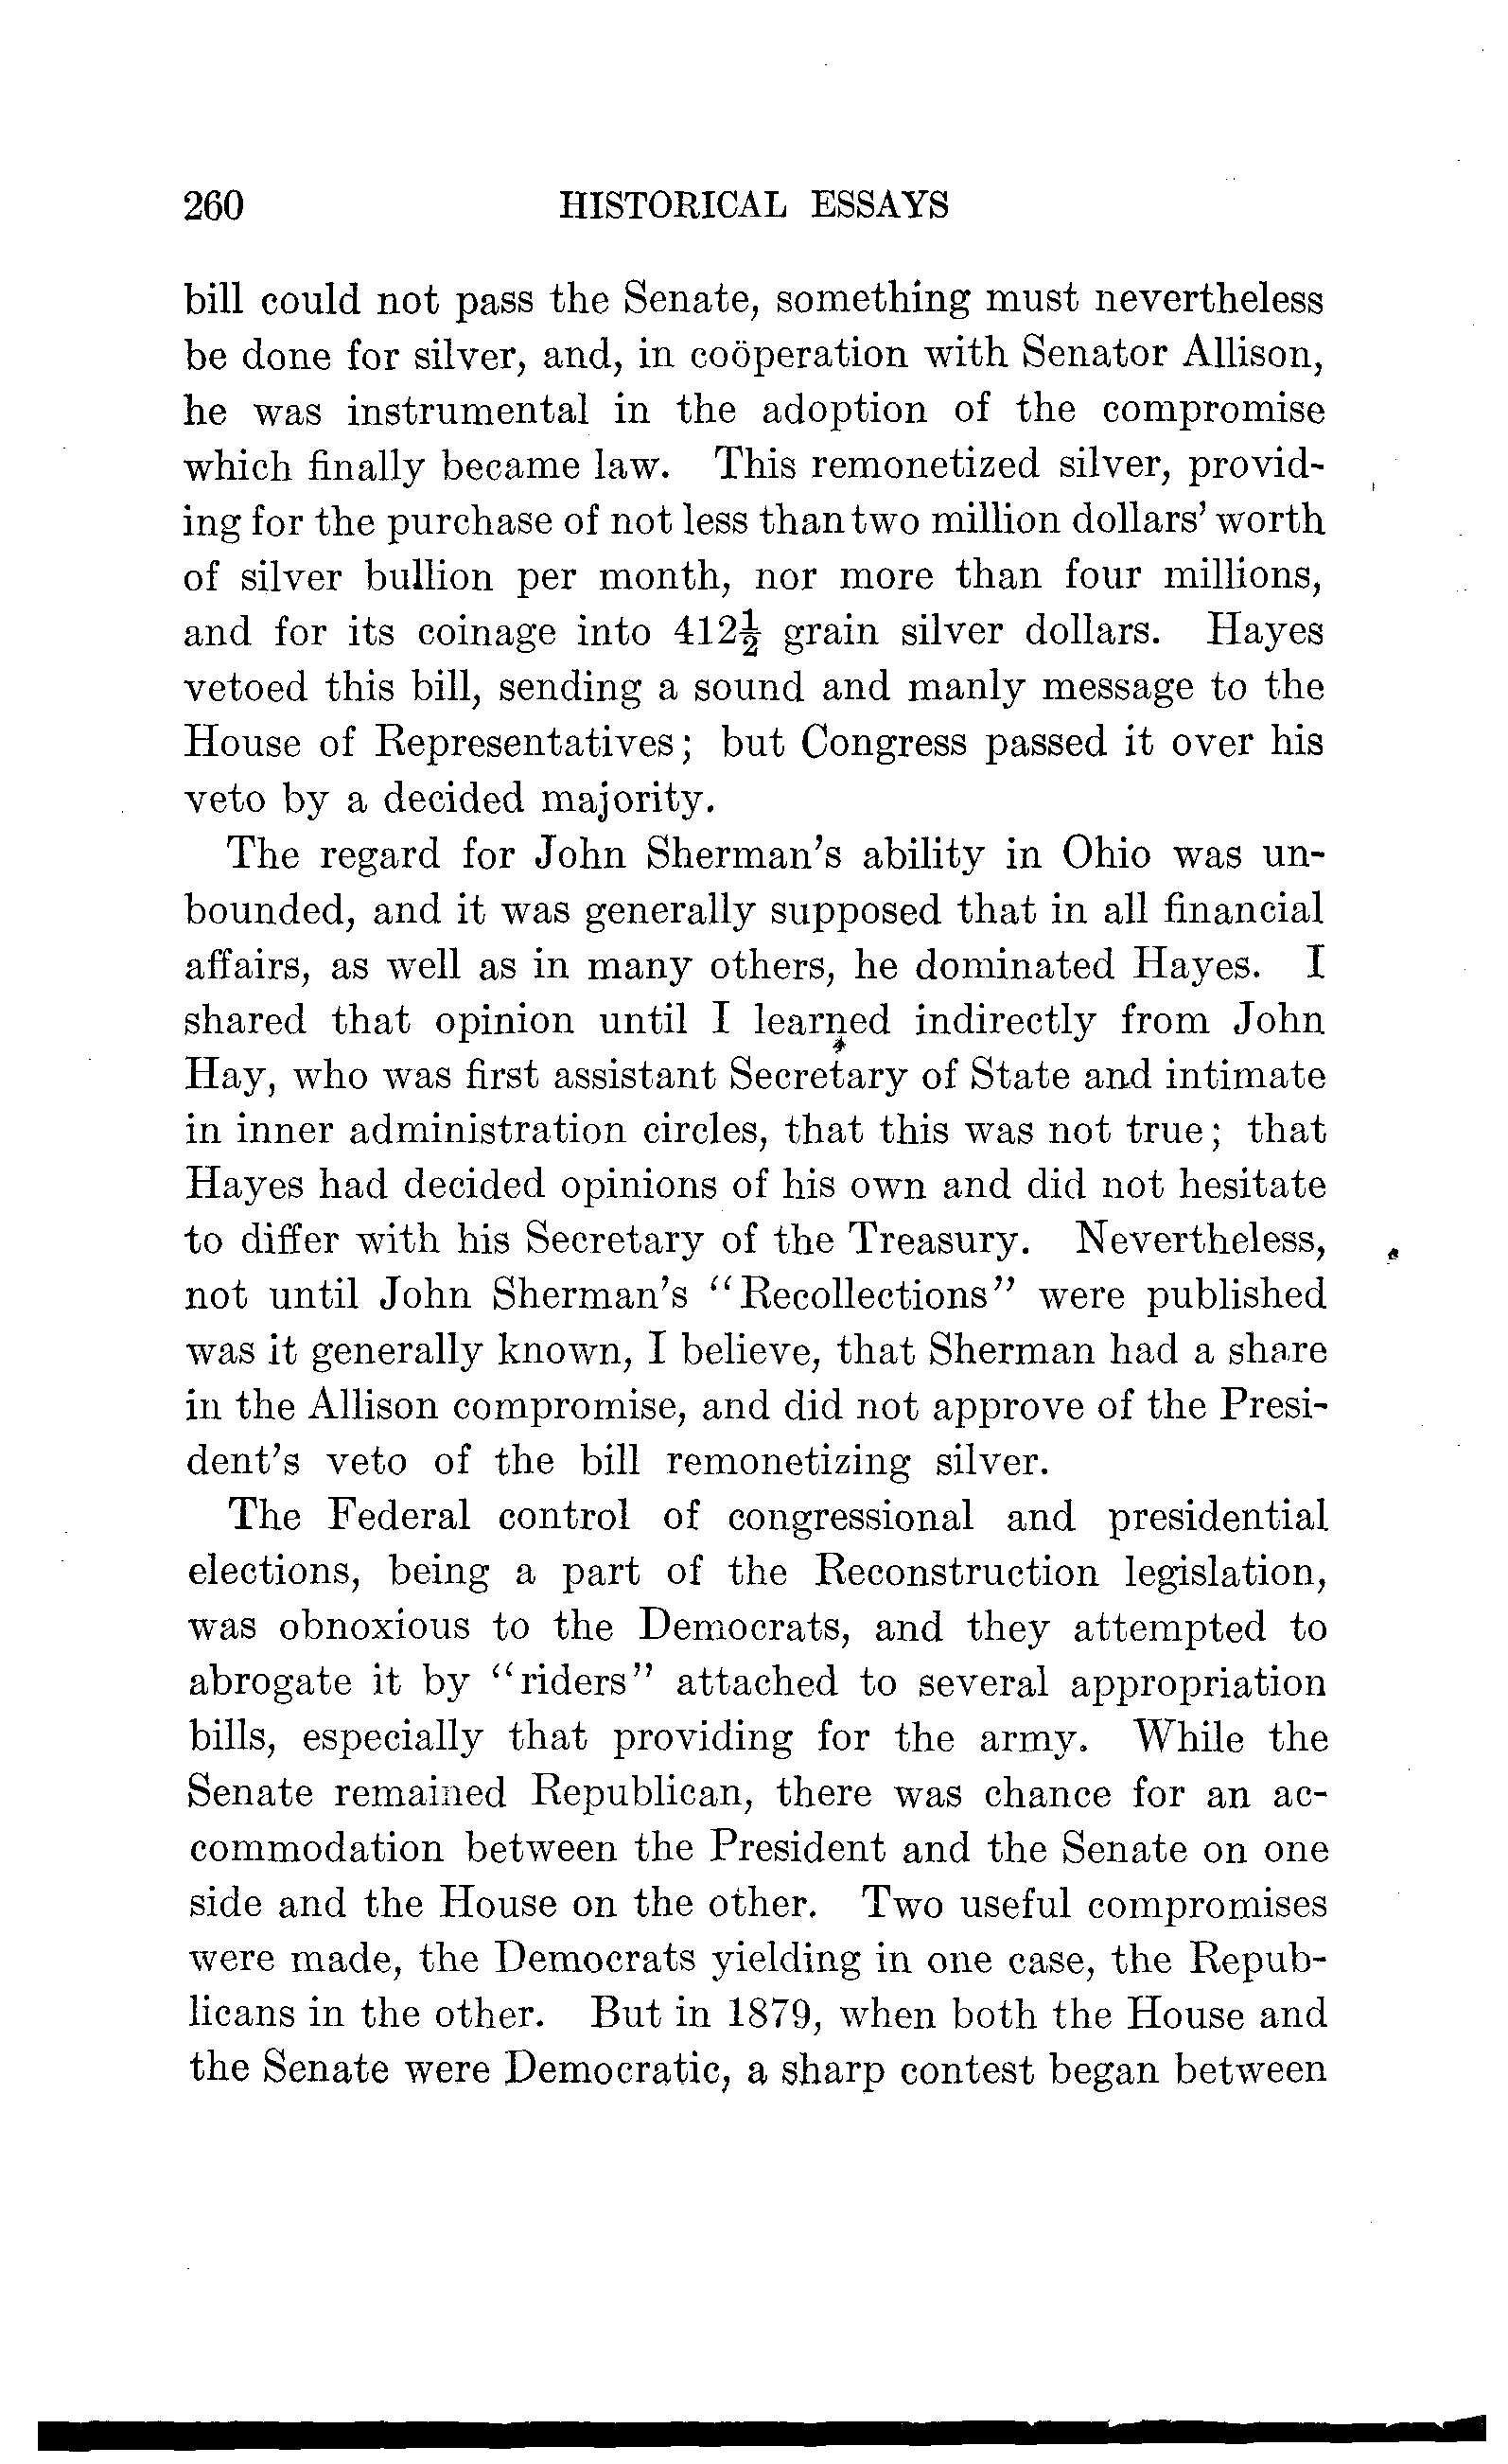 260 HISTORICAL ESSAYS
bill could not pass the Senate, something must nevertheless
be done for silver, and, in coöperation with Senator Allison,
he was instrumental in the adoption of the compromise
which finally became law. This remonetized silver, provid-
ing for the purchase of not less than two million dollars' worth
of silver bullion per month, nor more than four millions,
and for its coinage into 412½ grain silver dollars. Hayes
vetoed this bill, sending a sound and manly message to the
House of Representatives; but Congress passed it over his
veto by a decided majority.
The regard for John Sherman's ability in Ohio was un-
bounded, and it was generally supposed that in all financial
affairs, as well as in many others, he dominated Hayes. I
shared that opinion until I learned indirectly from John
Hay, who was first assistant Secretary of State and intimate
in inner administration circles, that this was not true; that
Hayes had decided opinions of his own and did not hesitate
to differ with his Secretary of the Treasury. Nevertheless,
not until John Sherman's "Recollections" were published
was it generally known, I believe, that Sherman had a share
in the Allison compromise, and did not approve of the Presi-
dent's veto of the bill remonetizing silver.
The Federal control of congressional and presidential
elections, being a part of the Reconstruction legislation,
was obnoxious to the Democrats, and they attempted to
abrogate it by "riders" attached to several appropriation
bills, especially that providing for the army. While the
Senate remained Republican, there was chance for an ac-
commodation between the President and the Senate on one
side and the House on the other. Two useful compromises
were made, the Democrats yielding in one case, the Repub-
licans in the other. But in 1879, when both the House and
the Senate were Democratic, a sharp contest began between